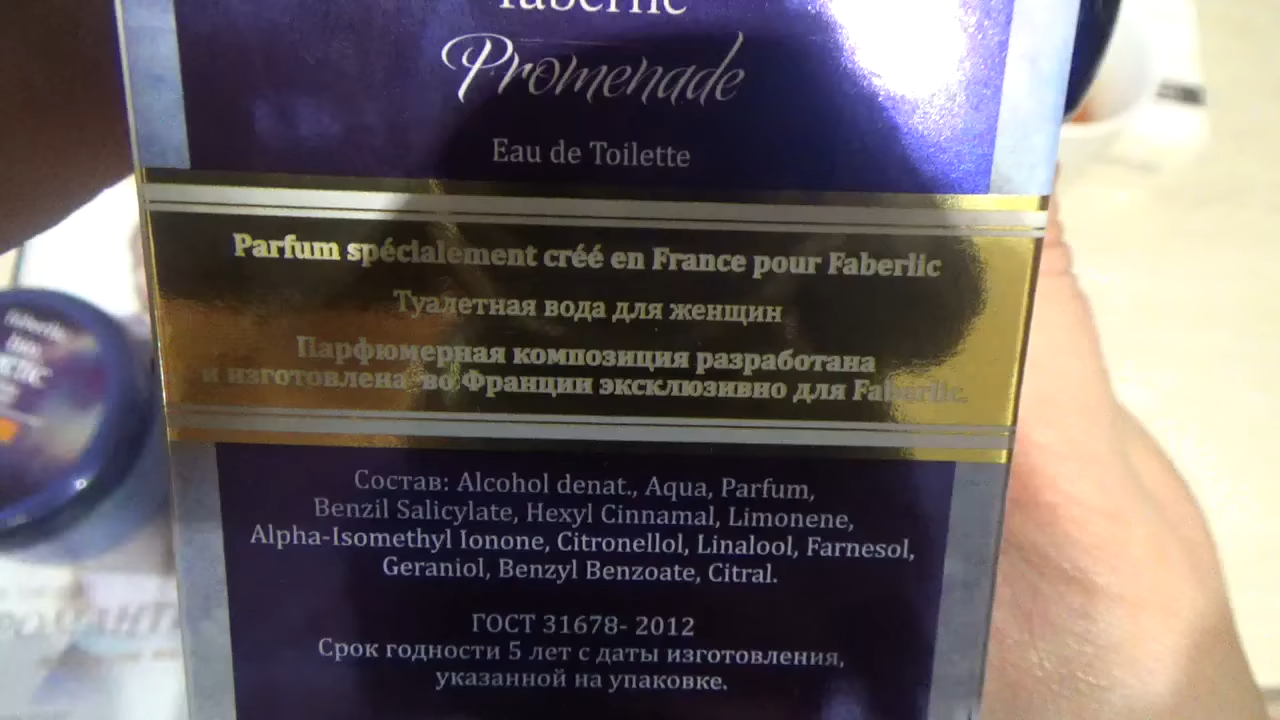 faberlic
Promenade
Eau de Toilette
Parfum spécialement créé en France pour Faberlic
Туалетная вода для женщин
Парфюмерная композиция разработана
и изготовлена во Франции эксклюзивно для Faberlic.
Состав: Alcohol denat., Aqua, Parfum,
Benzil Salicylate, Hexyl Cinnamal, Limonene,
Alpha-Isomethyl Ionone, Citronellol, Linalool, Farnesol,
Geraniol, Benzyl Benzoate, Citral.
ГОСТ 31678- 2012
Срок годности 5 лет с даты изготовления,
указанной на упаковке.
faberlic